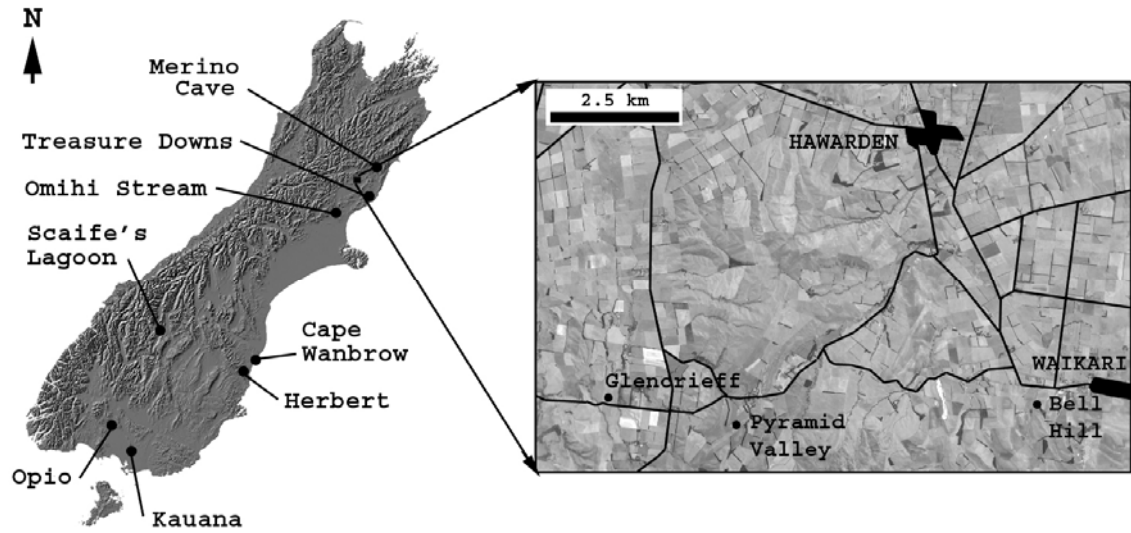 N
Merino
Cave
Treasure Downs
Omihi Stream
Scaife's
Lagoon
Cape
Wanbrow
Herbert
Opio
Kauana
2.5 km
HAWARDEN
WAIKARI
Glencrieff
Bell
Hill
Pyramid
Valley